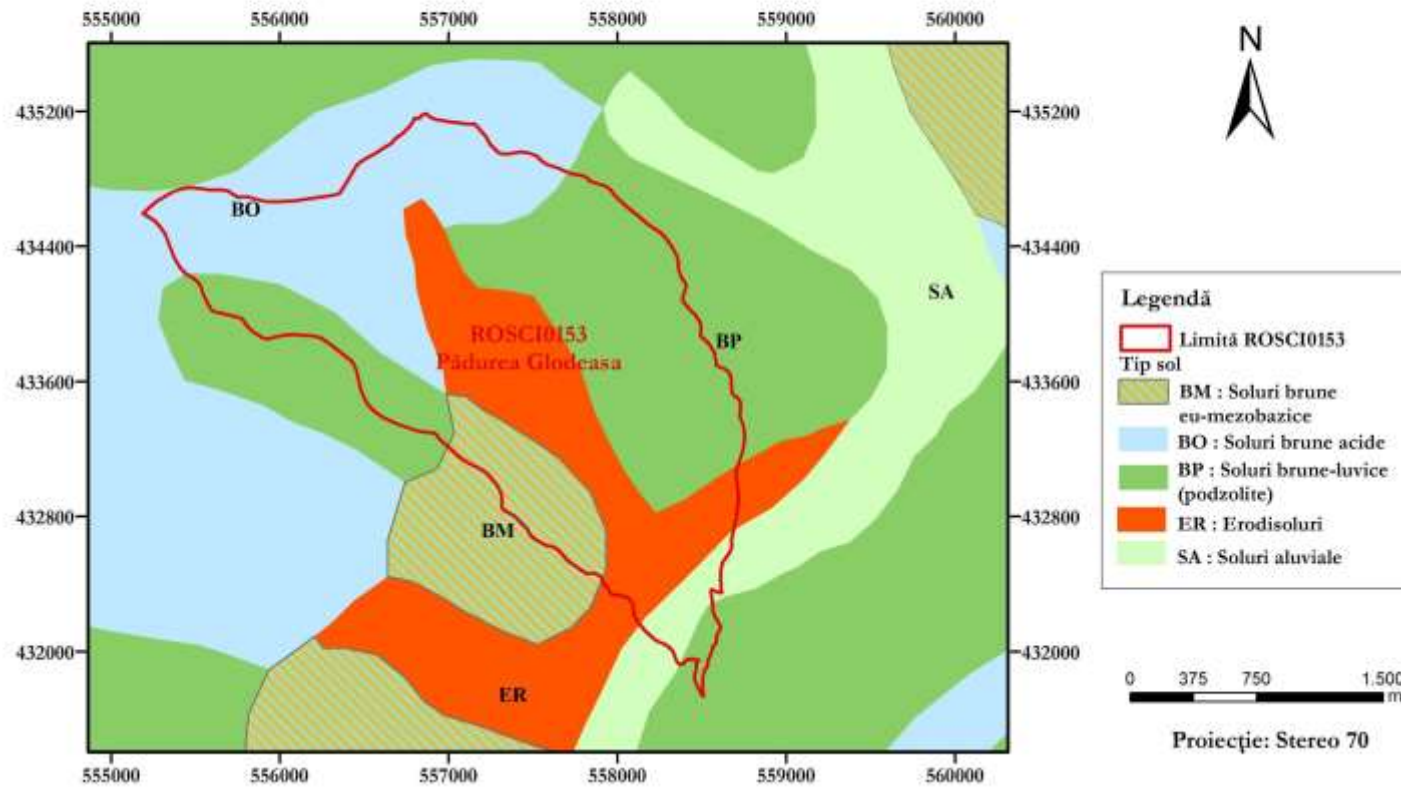 555000 556000 557000 558000 559000 560000
N
435200 435200
BO
434400 434400
SA
ROSCI0153
Pădurea Glodeasa
BP
433600 433600
432800 432800
BM
432000 432000
ER
555000 556000 557000 558000 559000 560000
Legendă
Limită ROSCI0153
Tip sol
BM : Soluri brune
eu-mezobazice
BO : Soluri brune acide
BP : Soluri brune-luvice
(podzolite)
ER : Erodisoluri
SA : Soluri aluviale
0 375 750 1.500
m
Proiecție: Stereo 70